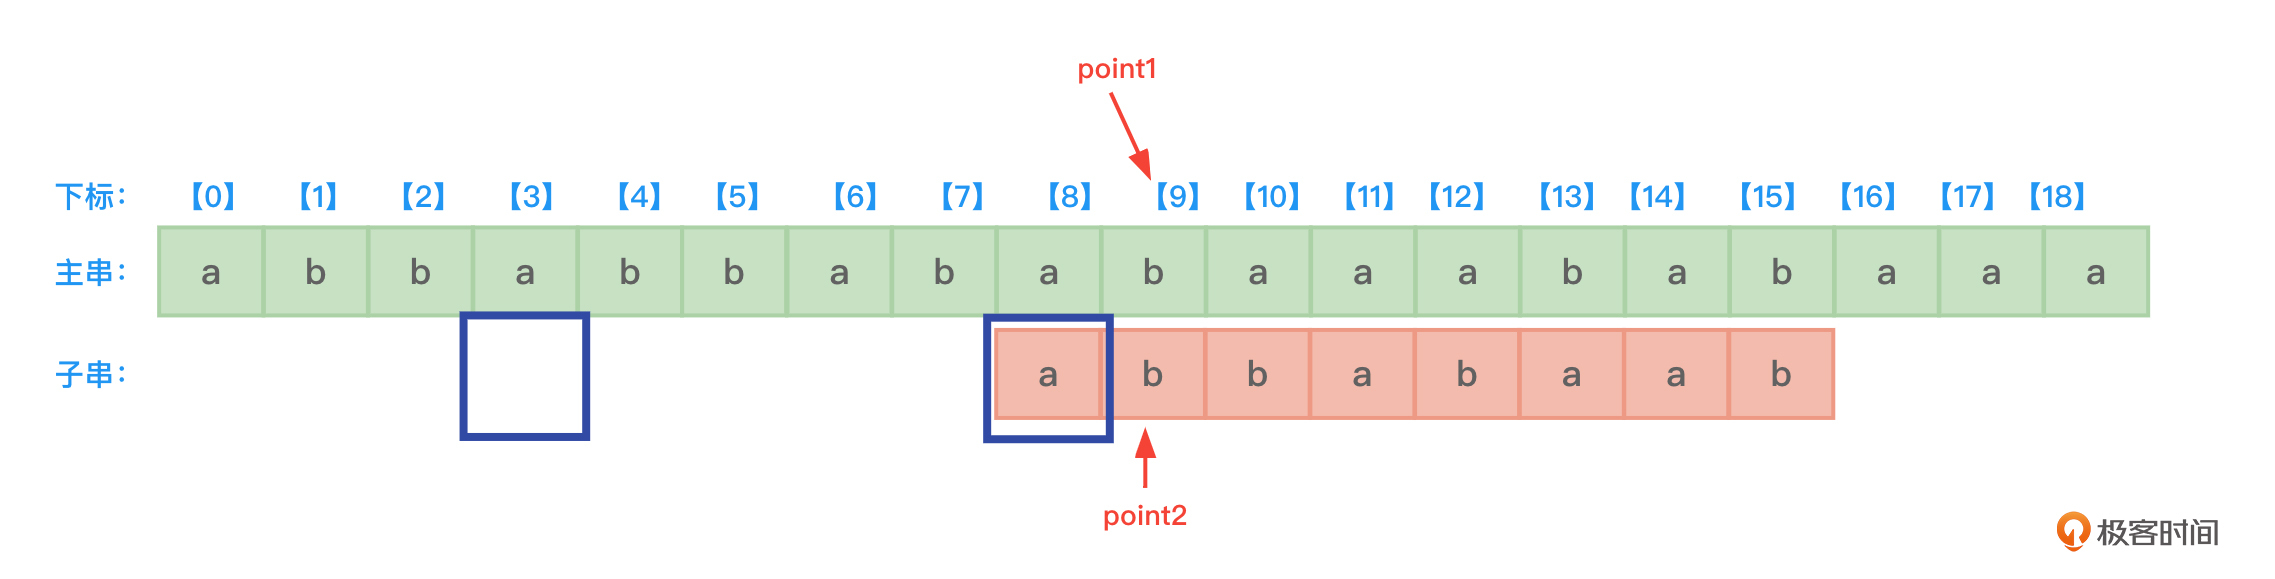 point1
下标： 【0】 【1】 【2】 【3】 【4】 【5】 【6】 【7】 【8】 【9】 【10】 【11】 【12】 【13】 【14】 【15】 【16】 【17】 【18】
主串： a b b a b b a b a b a a a b a b a a a
子串： a b b a b a a b
point2
极客时间